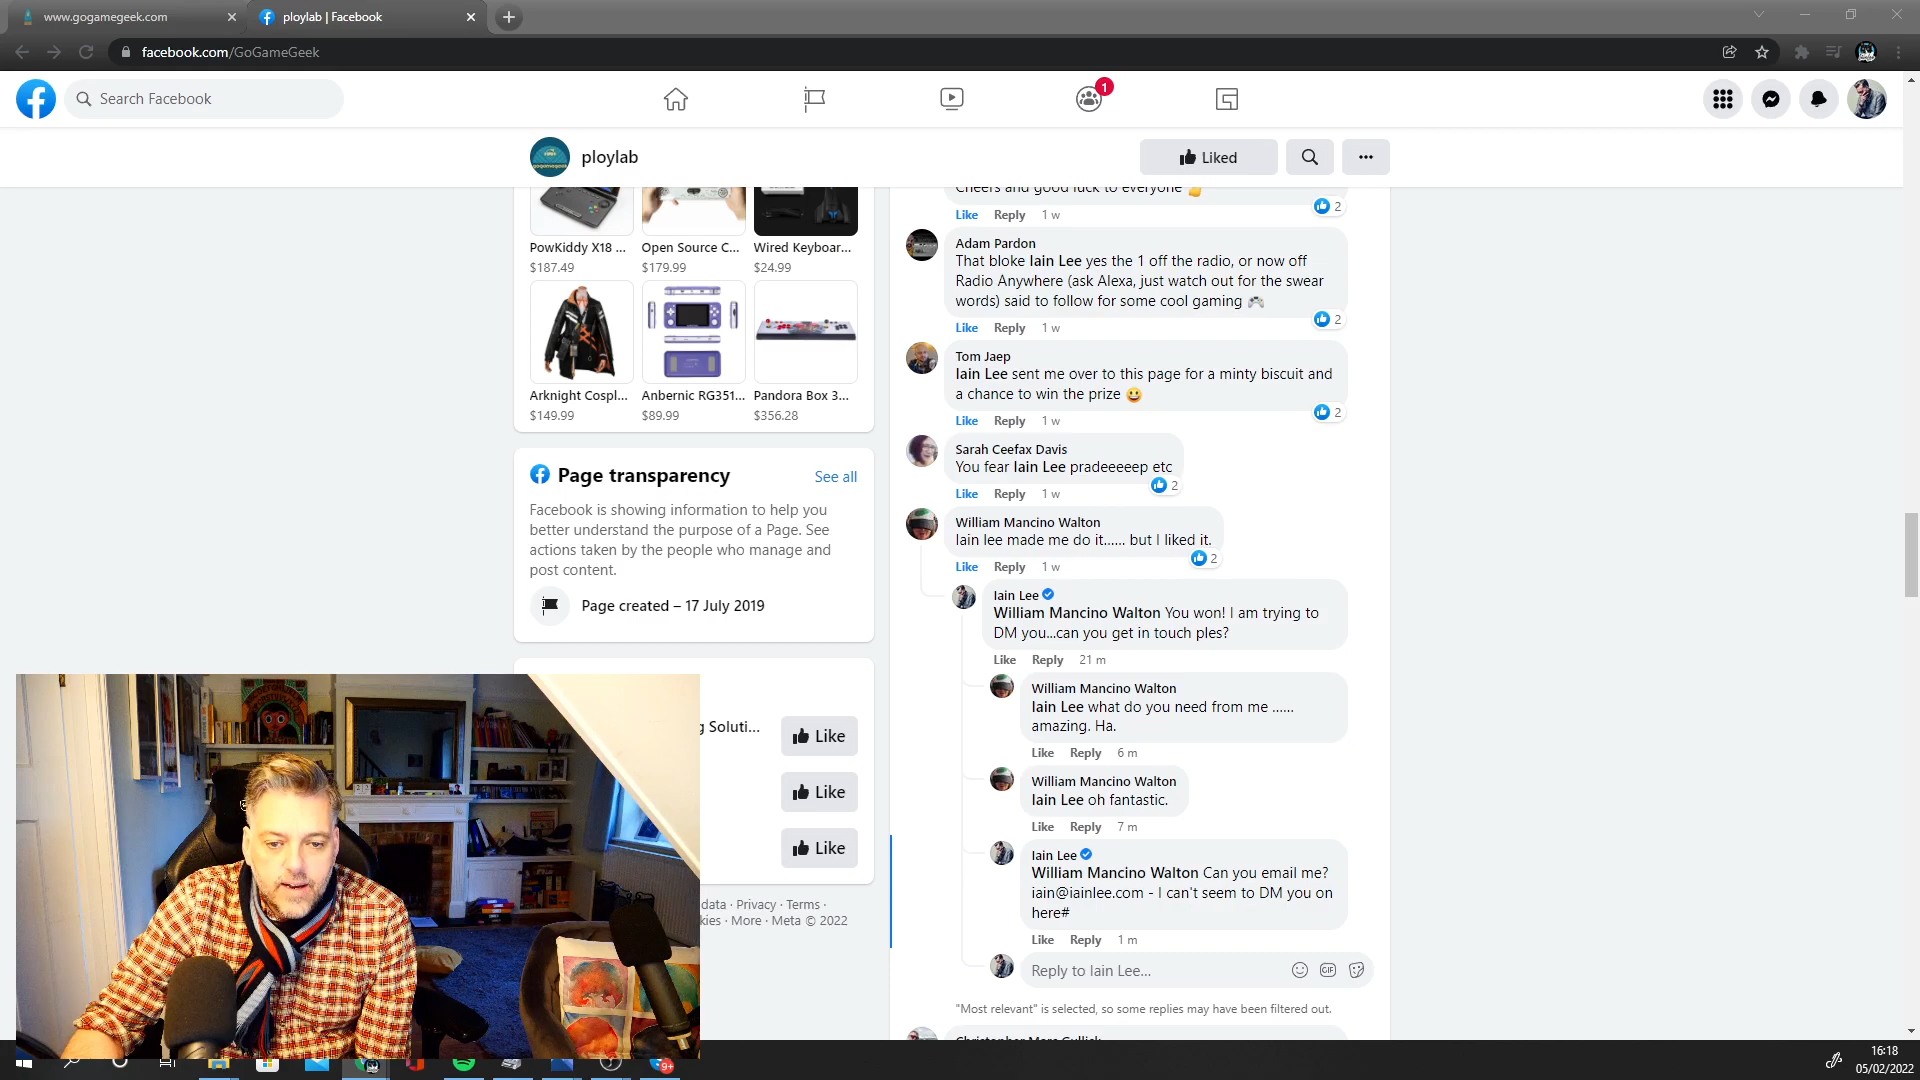 www.gogamegeek.com
ploylab | Facebook
facebook.com/GoGameGeek
Search Facebook
1
ploylab
Liked
PowKiddy X18 ...
Open Source C...
Wired Keyboar...
$187.49
$179.99
$24.99
Arknight Cospl...
Anbernic RG351...
Pandora Box 3...
$149.99
$89.99
$356.28
Page transparency
See all
Facebook is showing information to help you
better understand the purpose of a Page. See
actions taken by the people who manage and
post content.
Page created – 17 July 2019
g Soluti...
Like
Like
Like
data · Privacy · Terms ·
kies · More · Meta © 2022
Cheers and good luck to everyone
2
Like Reply 1 w
Adam Pardon
That bloke Iain Lee yes the 1 off the radio, or now off
Radio Anywhere (ask Alexa, just watch out for the swear
words) said to follow for some cool gaming
2
Like Reply 1 w
Tom Jaep
Iain Lee sent me over to this page for a minty biscuit and
a chance to win the prize
2
Like Reply 1 w
Sarah Ceefax Davis
You fear Iain Lee pradeeeeep etc
2
Like Reply 1 w
William Mancino Walton
Iain lee made me do it...... but I liked it.
2
Like Reply 1 w
Iain Lee
William Mancino Walton You won! I am trying to
DM you...can you get in touch ples?
Like Reply 21 m
William Mancino Walton
Iain Lee what do you need from me ......
amazing. Ha.
Like Reply 6 m
William Mancino Walton
Iain Lee oh fantastic.
Like Reply 7 m
Iain Lee
William Mancino Walton Can you email me?
iain@iainlee.com - I can't seem to DM you on
here#
Like Reply 1 m
Reply to Iain Lee...
GIF
"Most relevant" is selected, so some replies may have been filtered out.
9+
16:18
05/02/2022